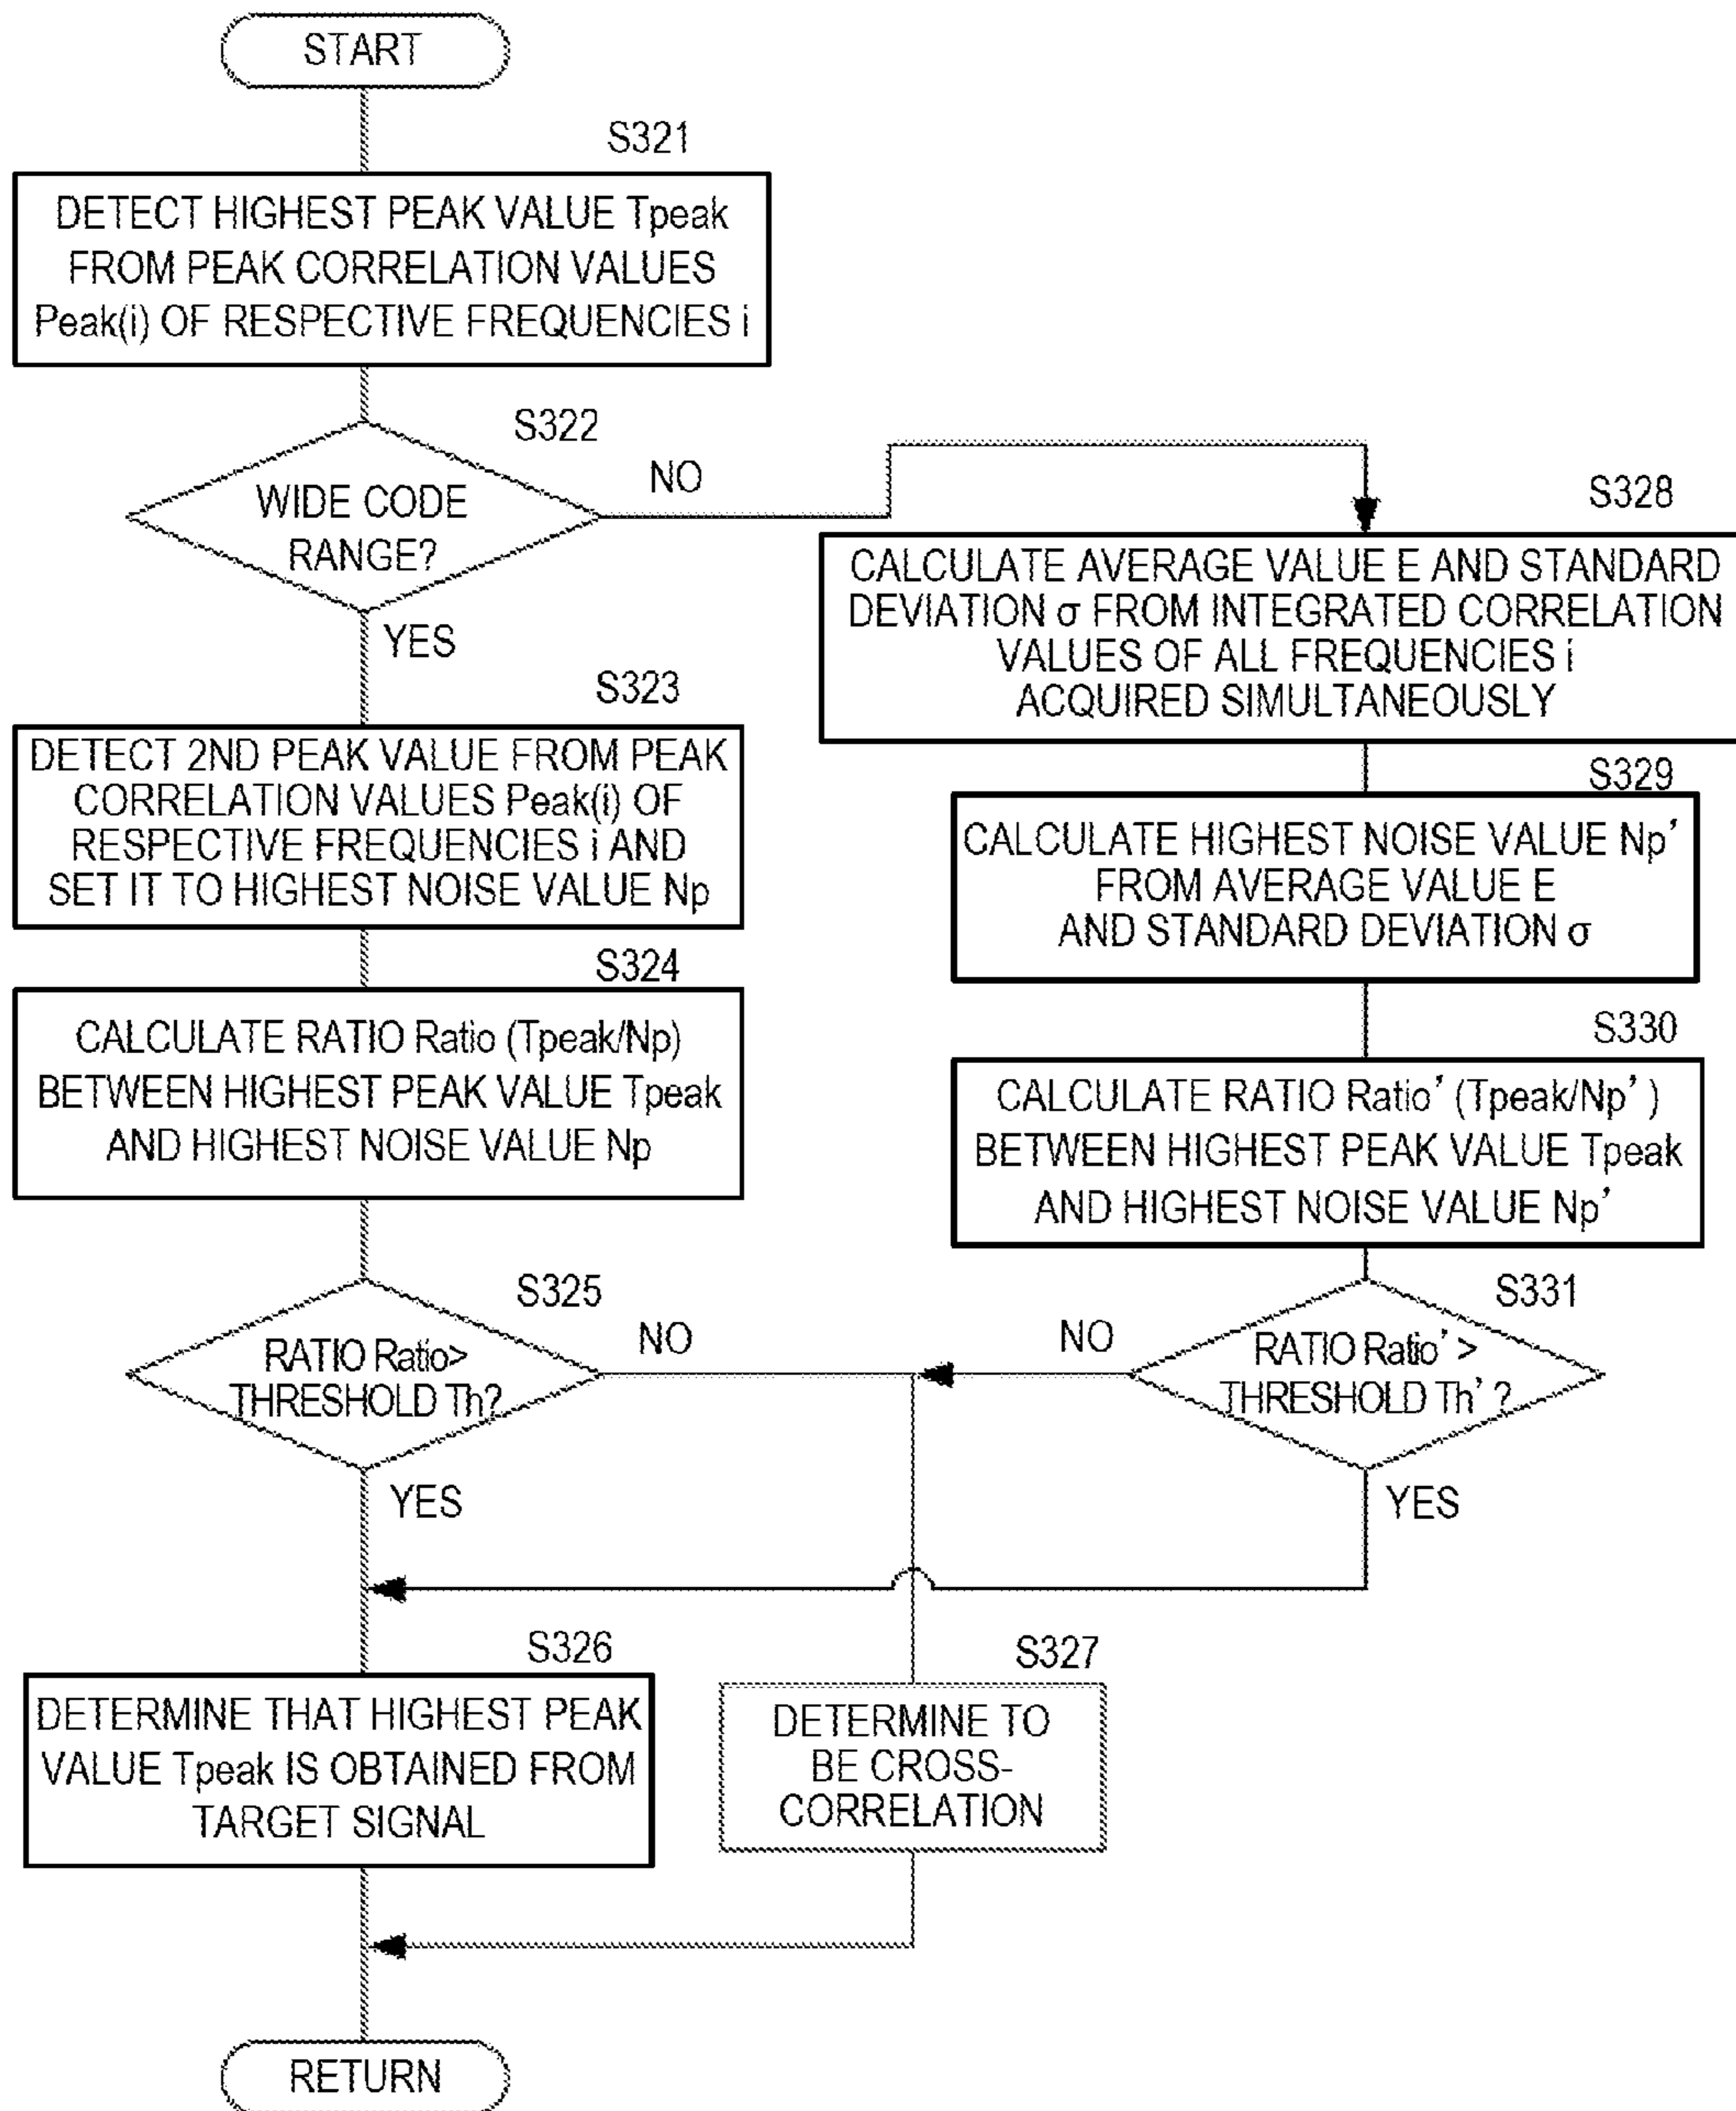 START
S321
DETECT HIGHEST PEAK VALUE Tpeak
FROM PEAK CORRELATION VALUES
Peak(i) OF RESPECTIVE FREQUENCIES i
S322
WIDE CODE
RANGE?
NO
YES
S323
DETECT 2ND PEAK VALUE FROM PEAK
CORRELATION VALUES Peak(i) OF
RESPECTIVE FREQUENCIES i AND
SET IT TO HIGHEST NOISE VALUE Np
S324
CALCULATE RATIO Ratio (Tpeak/Np)
BETWEEN HIGHEST PEAK VALUE Tpeak
AND HIGHEST NOISE VALUE Np
S325
RATIO Ratio>
THRESHOLD Th?
NO
YES
S328
CALCULATE AVERAGE VALUE E AND STANDARD
DEVIATION σ FROM INTEGRATED CORRELATION
VALUES OF ALL FREQUENCIES i
ACQUIRED SIMULTANEOUSLY
S329
CALCULATE HIGHEST NOISE VALUE Np'
FROM AVERAGE VALUE E
AND STANDARD DEVIATION σ
S330
CALCULATE RATIO Ratio' (Tpeak/Np' )
BETWEEN HIGHEST PEAK VALUE Tpeak
AND HIGHEST NOISE VALUE Np'
S331
RATIO Ratio' >
THRESHOLD Th' ?
NO
YES
S326
DETERMINE THAT HIGHEST PEAK
VALUE Tpeak IS OBTAINED FROM
TARGET SIGNAL
S327
DETERMINE TO
BE CROSS-
CORRELATION
RETURN